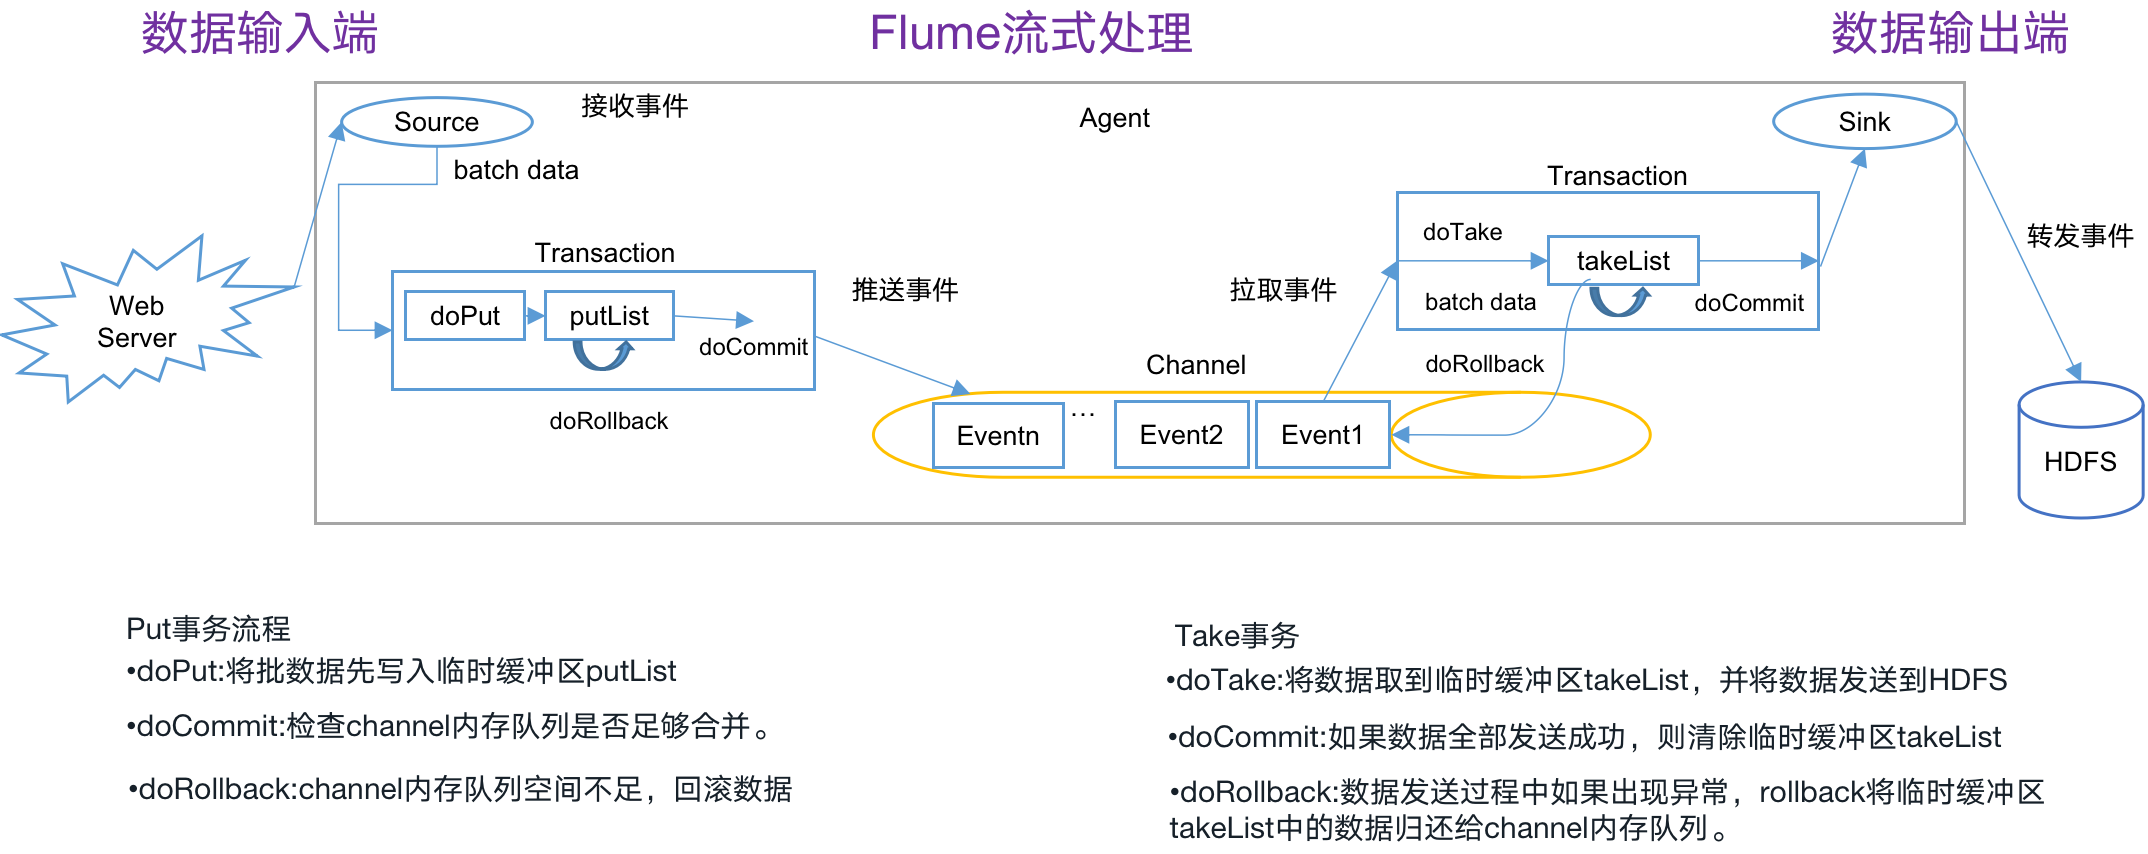 数据输入端
Flume流式处理
数据输出端
Source
接收事件
Agent
Sink
batch data
Transaction
Transaction
doTake
takeList
转发事件
doPut
putList
doCommit
推送事件
拉取事件
batch data
doCommit
Web
Server
Channel
doRollback
doRollback
Eventn
...
Event2
Event1
HDFS
Put事务流程
•doPut:将批数据先写入临时缓冲区putList
•doCommit:检查channel内存队列是否足够合并。
•doRollback:channel内存队列空间不足，回滚数据
Take事务
•doTake:将数据取到临时缓冲区takeList，并将数据发送到HDFS
•doCommit:如果数据全部发送成功，则清除临时缓冲区takeList
•doRollback:数据发送过程中如果出现异常，rollback将临时缓冲区
takeList中的数据归还给channel内存队列。